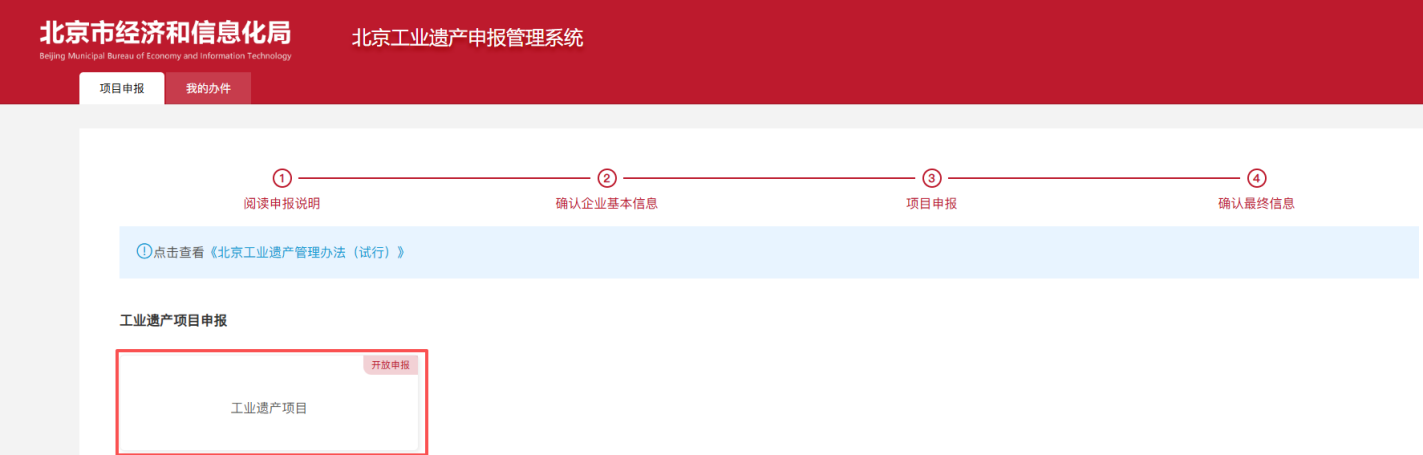 北京市经济和信息化局
Beijing Municipal Bureau of Economy and Information Technology
北京工业遗产申报管理系统
项目申报 我的办件
1 2 3 4
阅读申报说明 确认企业基本信息 项目申报 确认最终信息
点击查看《北京工业遗产管理办法（试行）》
工业遗产项目申报
开放申报
工业遗产项目